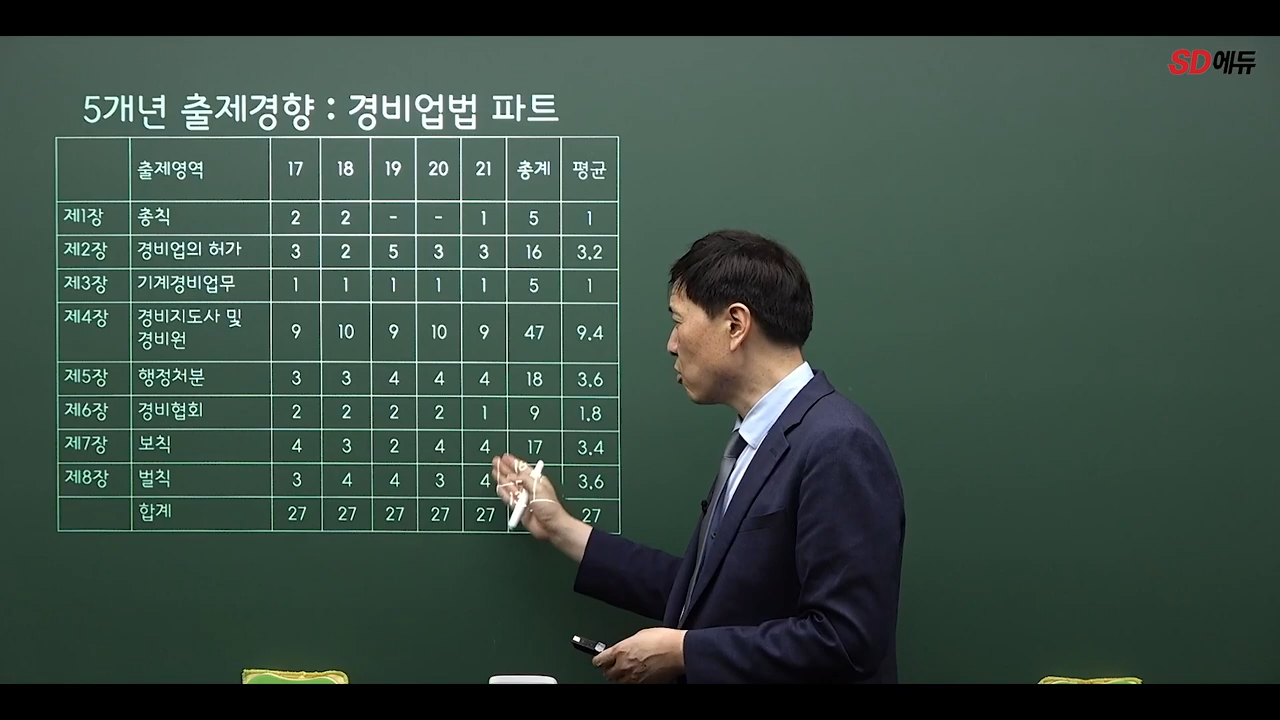 SD에듀
5개년 출제경향 : 경비업법 파트
출제영역 17 18 19 20 21 총계 평균
제1장 총칙 2 2 - - 1 5 1
제2장 경비업의 허가 3 2 5 3 3 16 3.2
제3장 기계경비업무 1 1 1 1 1 5 1
제4장 경비지도사 및 경비원 9 10 9 10 9 47 9.4
제5장 행정처분 3 3 4 4 4 18 3.6
제6장 경비협회 2 2 2 2 1 9 1.8
제7장 보칙 4 3 2 4 4 17 3.4
제8장 벌칙 3 4 4 3 4 3.6
합계 27 27 27 27 27 27